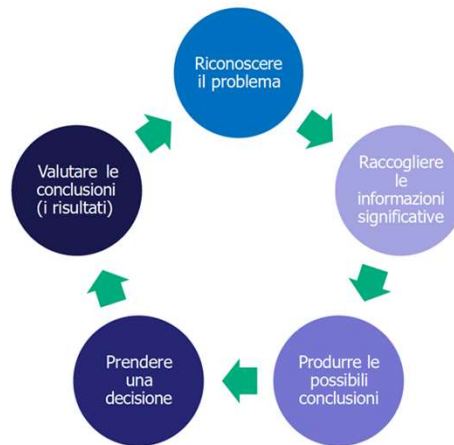 Riconoscere
il problema
Raccogliere
le
informazioni
significative
Produrre le
possibili
conclusioni
Prendere
una
decisione
Valutare le
conclusioni
(i risultati)